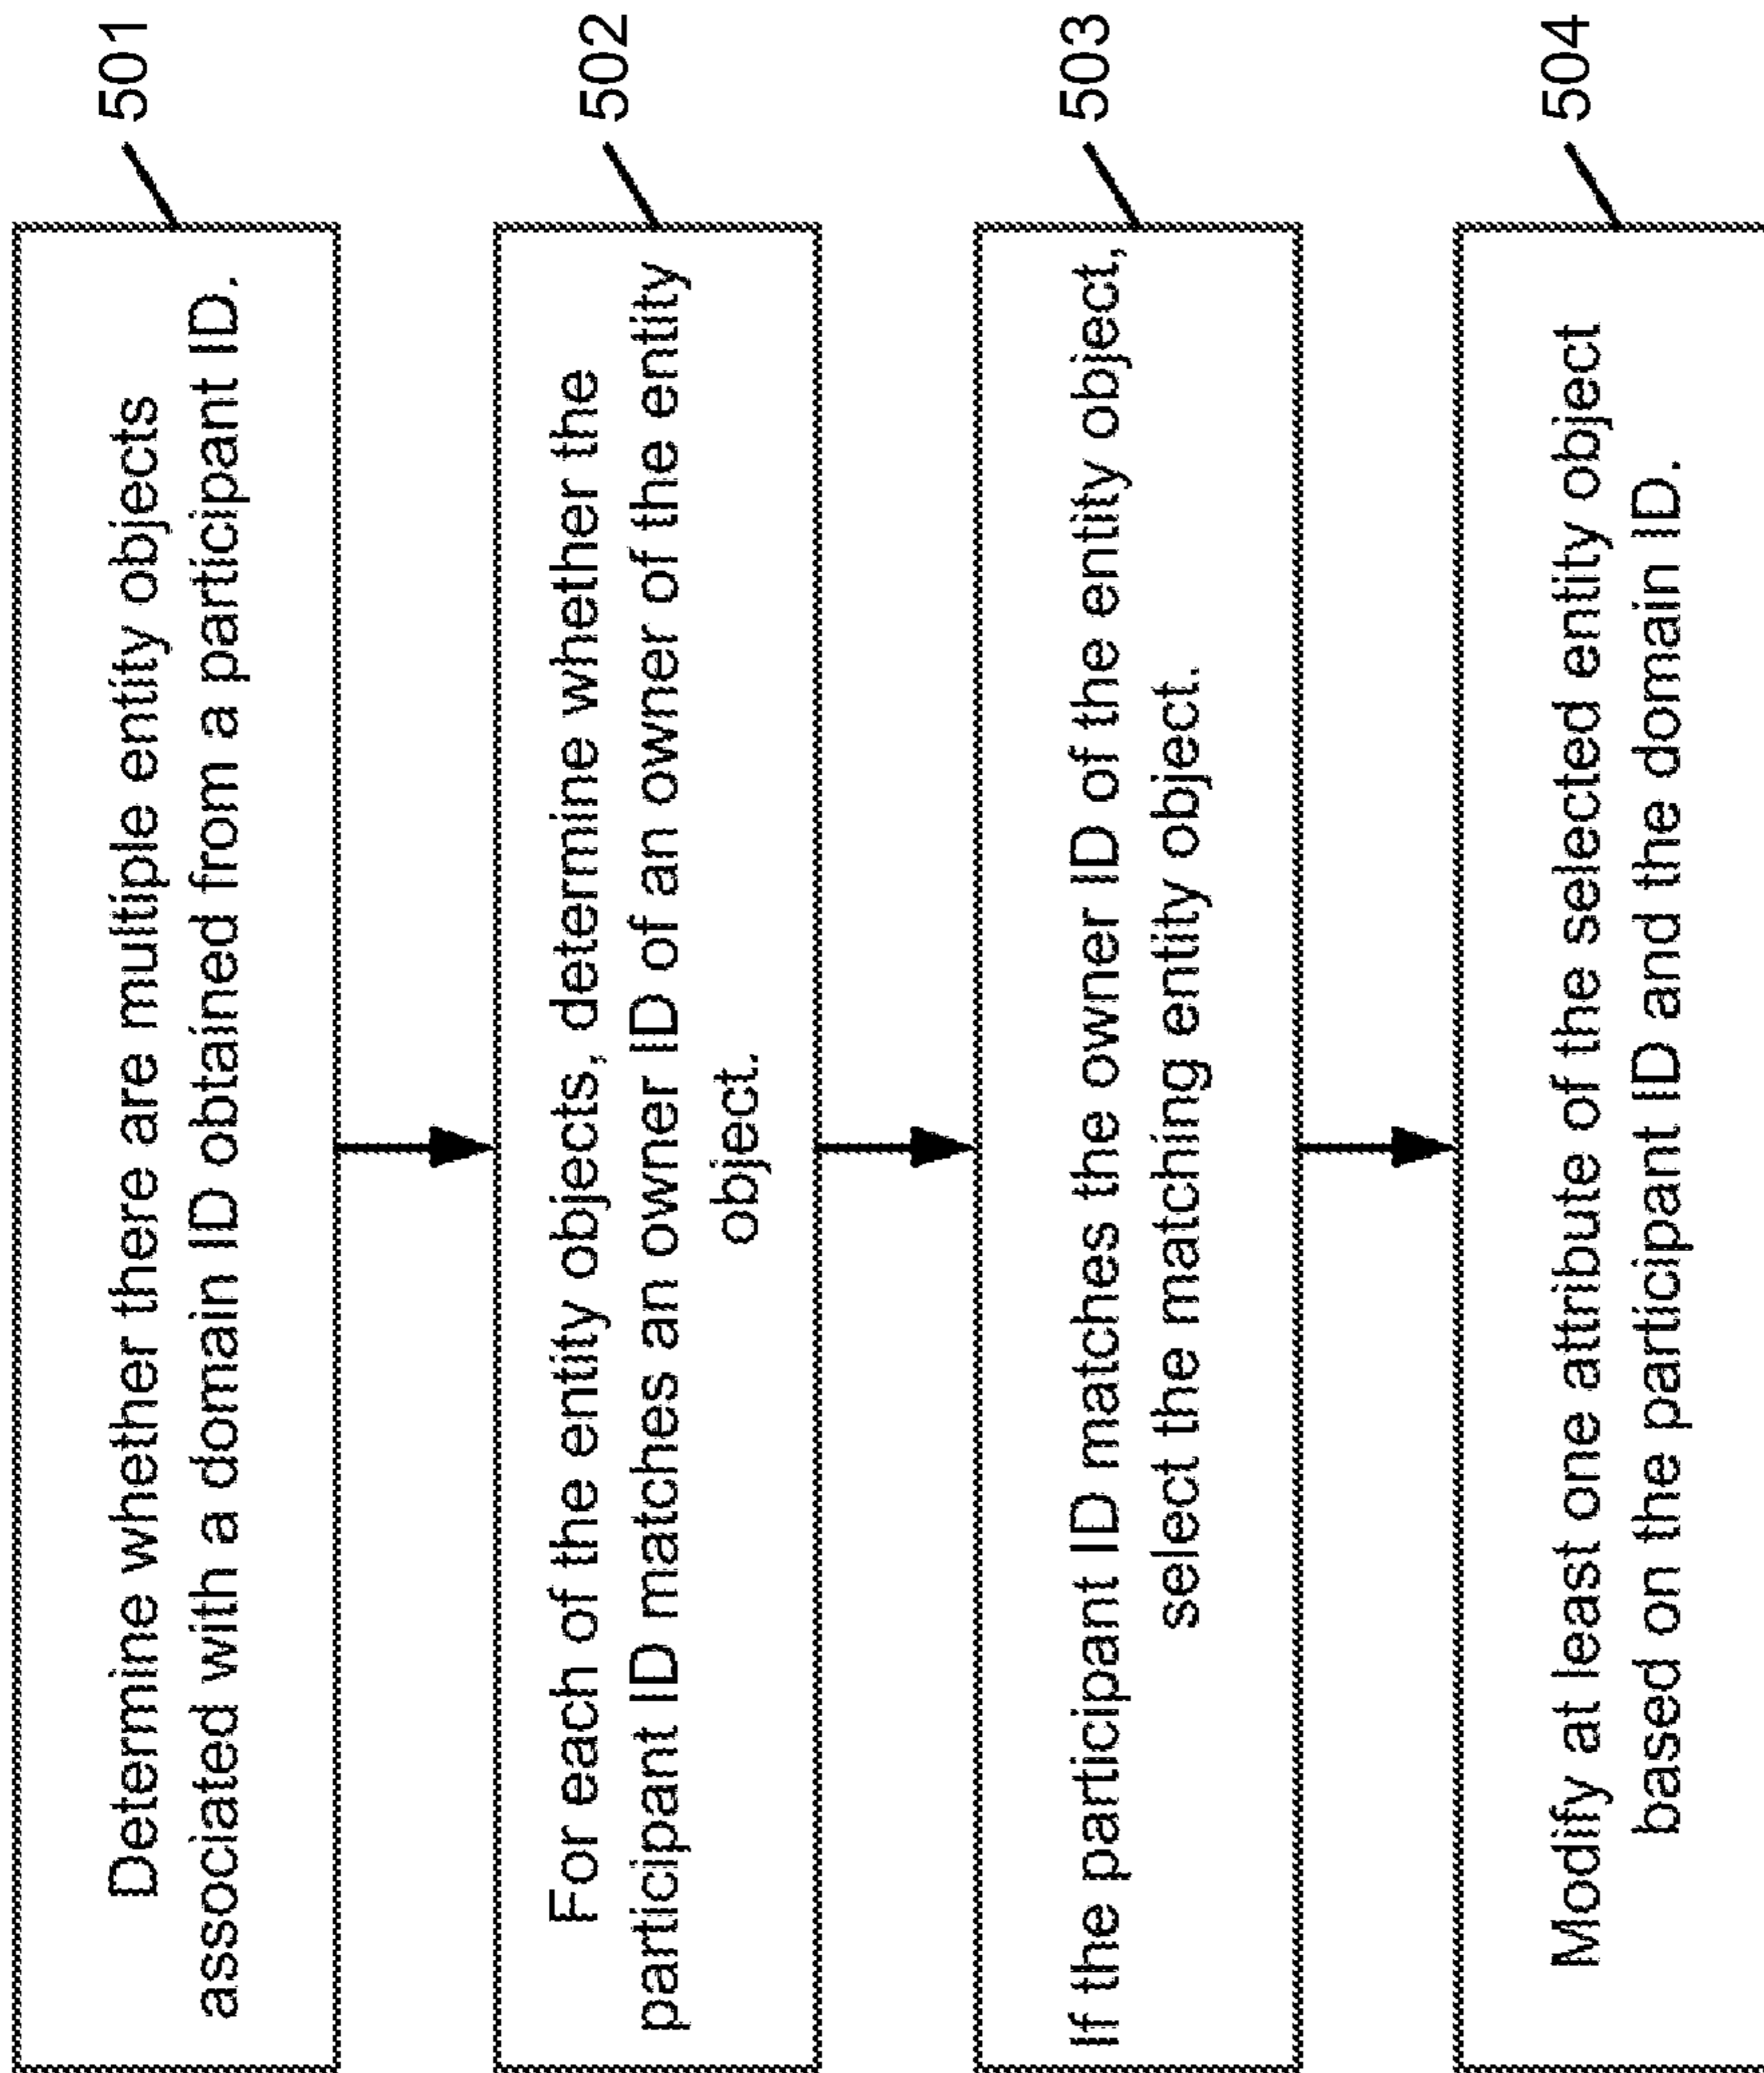 Determine whether there are multiple entity objects
associated with a domain ID obtained from a participant ID.
501
For each of the entity objects, determine whether the
participant ID matches an owner ID of an owner of the entity
object.
502
If the participant ID matches the owner ID of the entity object,
select the matching entity object.
503
Modify at least one attribute of the selected entity object
based on the participant ID and the domain ID.
504